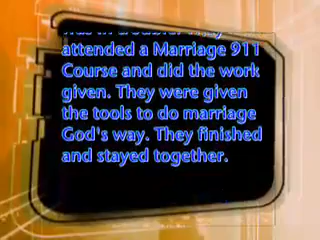 attended a Marriage 911
Course and did the work
given. They were given
the tools to do marriage
God's way. They finished
and stayed together.